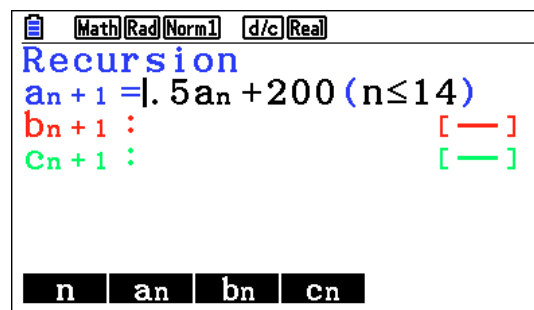 Math Rad Norm1 d/c Real
Recursion
an+1=.5an+200(n≤14)
bn+1: [—]
cn+1: [—]
n an bn cn